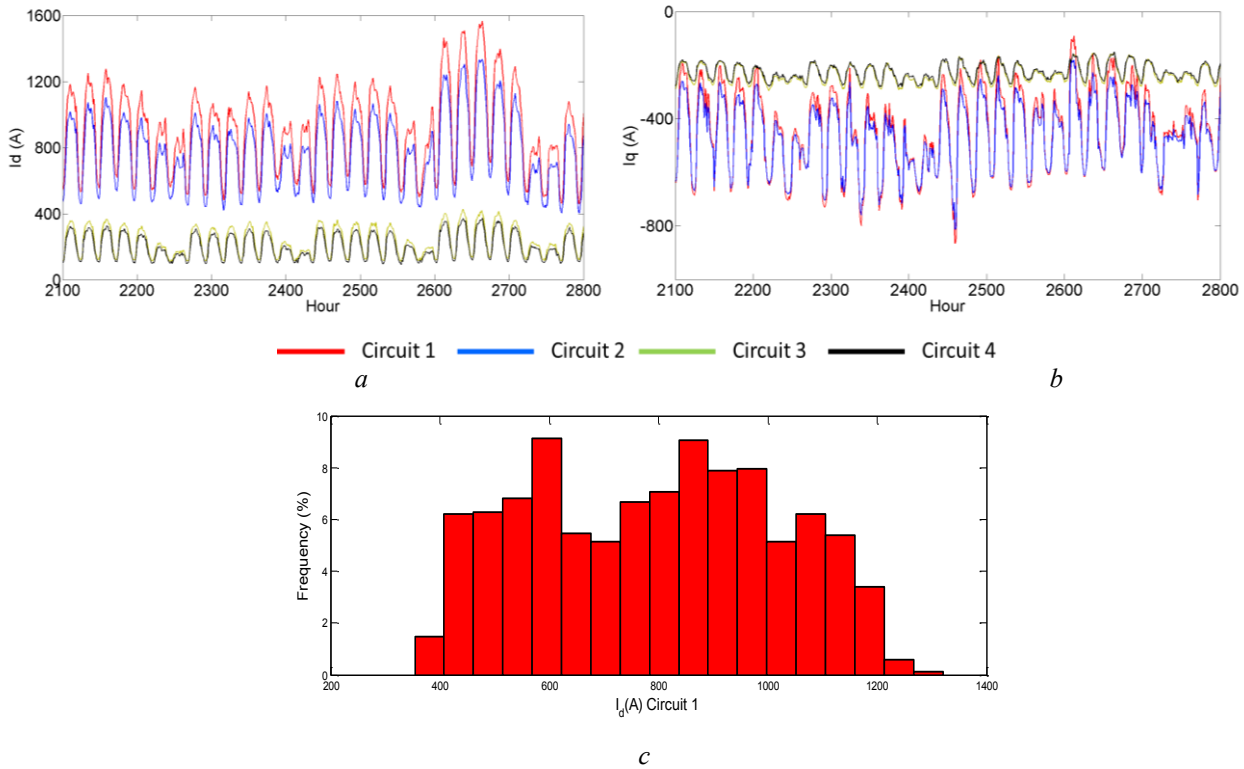 1600
1200
800
400
0
Id (A)
2100 2200 2300 2400 2500 2600 2700 2800
Hour
0
-400
-800
Iq (A)
2100 2200 2300 2400 2500 2600 2700 2800
Hour
Circuit 1 Circuit 2 Circuit 3 Circuit 4
a b
10
8
6
4
2
0
Frequency (%)
200 400 600 800 1000 1200 1400
Id(A) Circuit 1
c